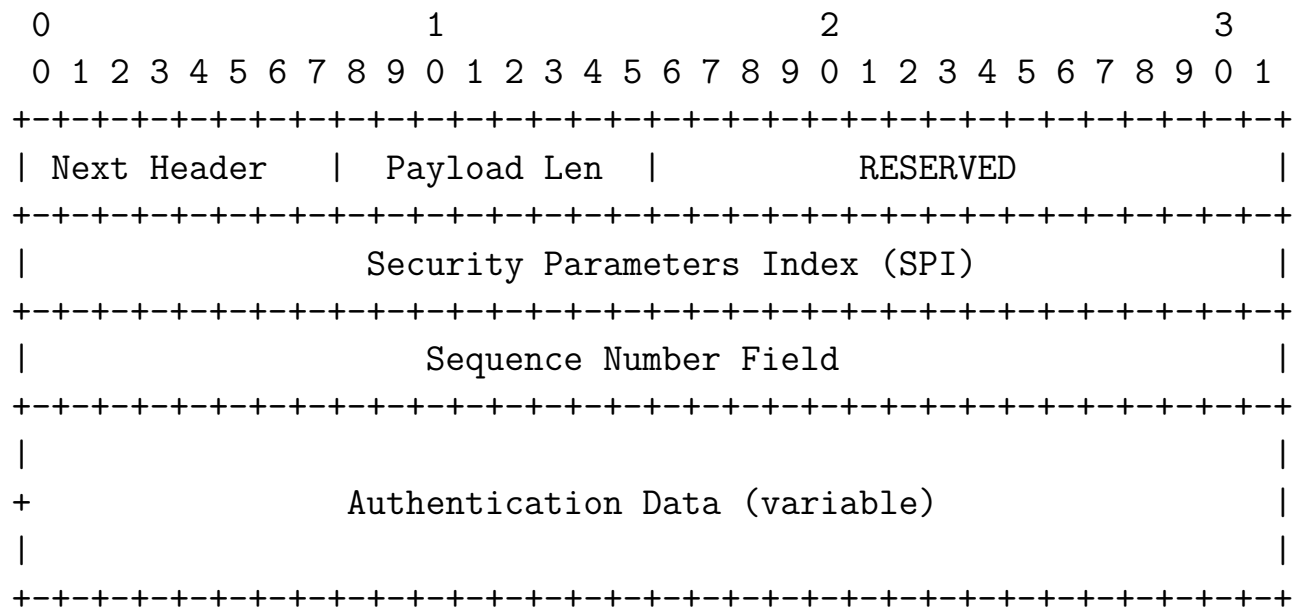 0                   1                   2                   3
 0 1 2 3 4 5 6 7 8 9 0 1 2 3 4 5 6 7 8 9 0 1 2 3 4 5 6 7 8 9 0 1
+-+-+-+-+-+-+-+-+-+-+-+-+-+-+-+-+-+-+-+-+-+-+-+-+-+-+-+-+-+-+-+-+
| Next Header   |  Payload Len  |          RESERVED             |
+-+-+-+-+-+-+-+-+-+-+-+-+-+-+-+-+-+-+-+-+-+-+-+-+-+-+-+-+-+-+-+-+
|                 Security Parameters Index (SPI)               |
+-+-+-+-+-+-+-+-+-+-+-+-+-+-+-+-+-+-+-+-+-+-+-+-+-+-+-+-+-+-+-+-+
|                    Sequence Number Field                      |
+-+-+-+-+-+-+-+-+-+-+-+-+-+-+-+-+-+-+-+-+-+-+-+-+-+-+-+-+-+-+-+-+
|                                                               |
+                Authentication Data (variable)                 |
|                                                               |
+-+-+-+-+-+-+-+-+-+-+-+-+-+-+-+-+-+-+-+-+-+-+-+-+-+-+-+-+-+-+-+-+